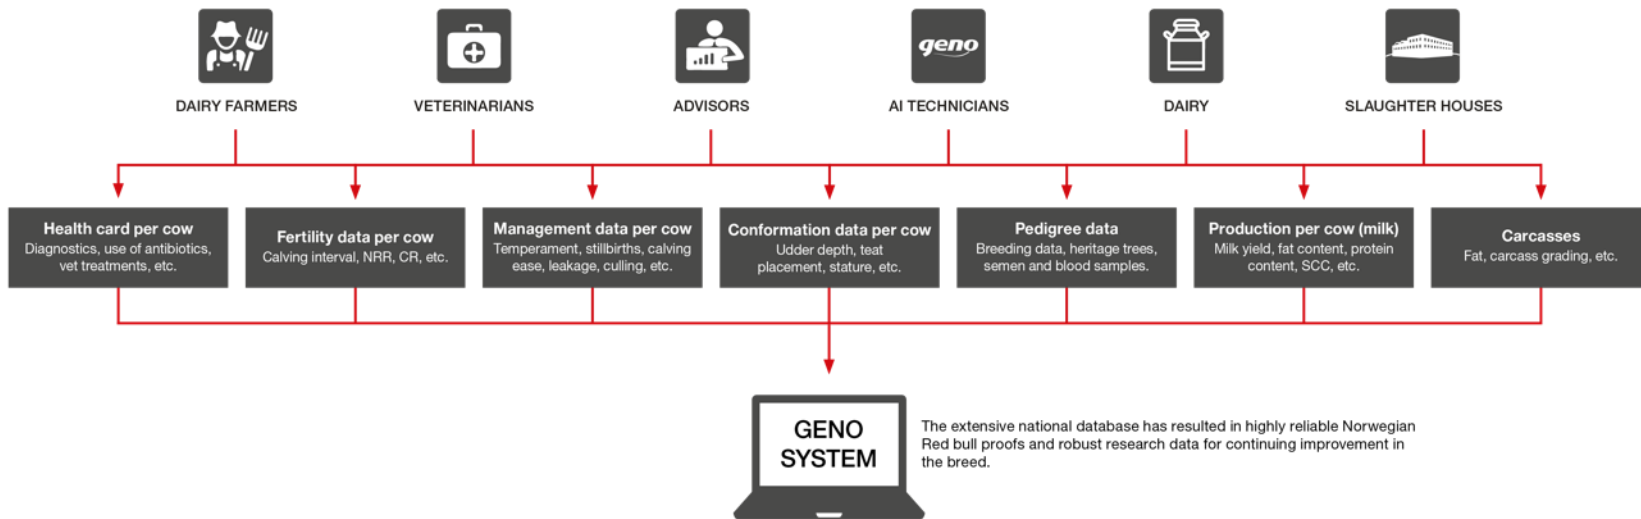 geno
DAIRY FARMERS
VETERINARIANS
ADVISORS
AI TECHNICIANS
DAIRY
SLAUGHTER HOUSES
Health card per cow
Diagnostics, use of antibiotics,
vet treatments, etc.
Fertility data per cow
Calving interval, NRR, CR, etc.
Management data per cow
Temperament, stillbirths, calving
ease, leakage, culling, etc.
Conformation data per cow
Udder depth, teat
placement, stature, etc.
Pedigree data
Breeding data, heritage trees,
semen and blood samples.
Production per cow (milk)
Milk yield, fat content, protein
content, SCC, etc.
Carcasses
Fat, carcass grading, etc.
GENO
SYSTEM
The extensive national database has resulted in highly reliable Norwegian
Red bull proofs and robust research data for continuing improvement in
the breed.